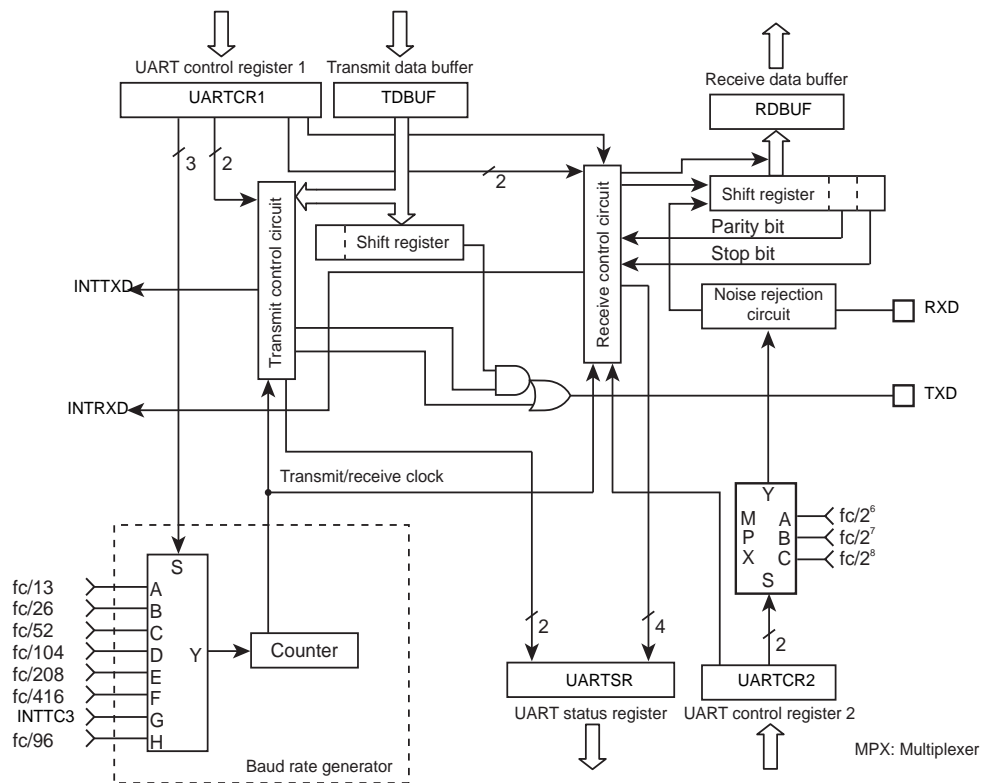 UART control register 1
Transmit data buffer
Receive data buffer
UARTCR1
TDBUF
RDBUF
3
2
2
Transmit control circuit
Shift register
Receive control circuit
Shift register
Parity bit
Stop bit
INTTXD
Noise rejection
circuit
RXD
INTRXD
TXD
Transmit/receive clock
Y
M
P
X
A
B
C
S
fc/2⁶
fc/2⁷
fc/2⁸
S
fc/13
A
fc/26
B
fc/52
C
fc/104
D
fc/208
E
fc/416
F
INTTC3
G
fc/96
H
Y
Counter
2
4
2
UARTSR
UARTCR2
UART status register
UART control register 2
Baud rate generator
MPX: Multiplexer